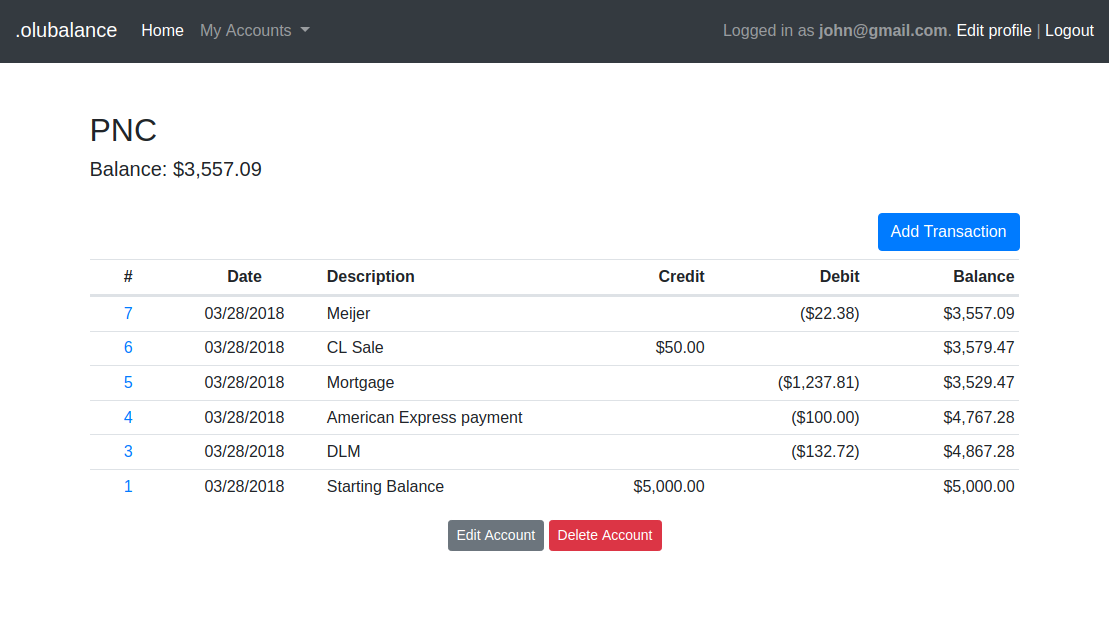 .olubalance Home My Accounts Logged in as john@gmail.com. Edit profile | Logout
PNC
Balance: $3,557.09
Add Transaction
# Date Description Credit Debit Balance
7 03/28/2018 Meijer ($22.38) $3,557.09
6 03/28/2018 CL Sale $50.00 $3,579.47
5 03/28/2018 Mortgage ($1,237.81) $3,529.47
4 03/28/2018 American Express payment ($100.00) $4,767.28
3 03/28/2018 DLM ($132.72) $4,867.28
1 03/28/2018 Starting Balance $5,000.00 $5,000.00
Edit Account Delete Account